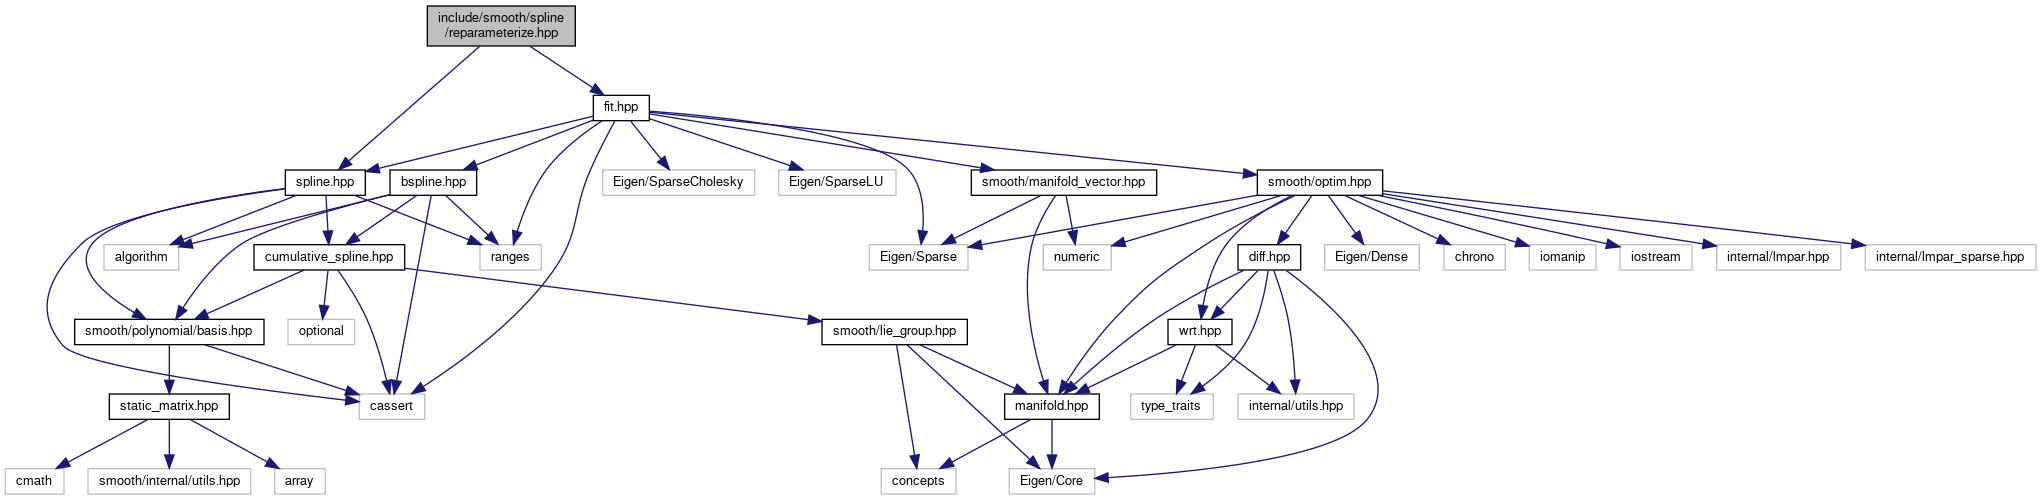 include/smooth/spline
/reparameterize.hpp
fit.hpp
spline.hpp
bspline.hpp
Eigen/SparseCholesky
Eigen/SparseLU
smooth/manifold_vector.hpp
smooth/optim.hpp
algorithm
cumulative_spline.hpp
ranges
Eigen/Sparse
numeric
diff.hpp
Eigen/Dense
chrono
iomanip
iostream
internal/lmpar.hpp
internal/lmpar_sparse.hpp
smooth/polynomial/basis.hpp
optional
smooth/lie_group.hpp
wrt.hpp
static_matrix.hpp
cassert
manifold.hpp
type_traits
internal/utils.hpp
cmath
smooth/internal/utils.hpp
array
concepts
Eigen/Core